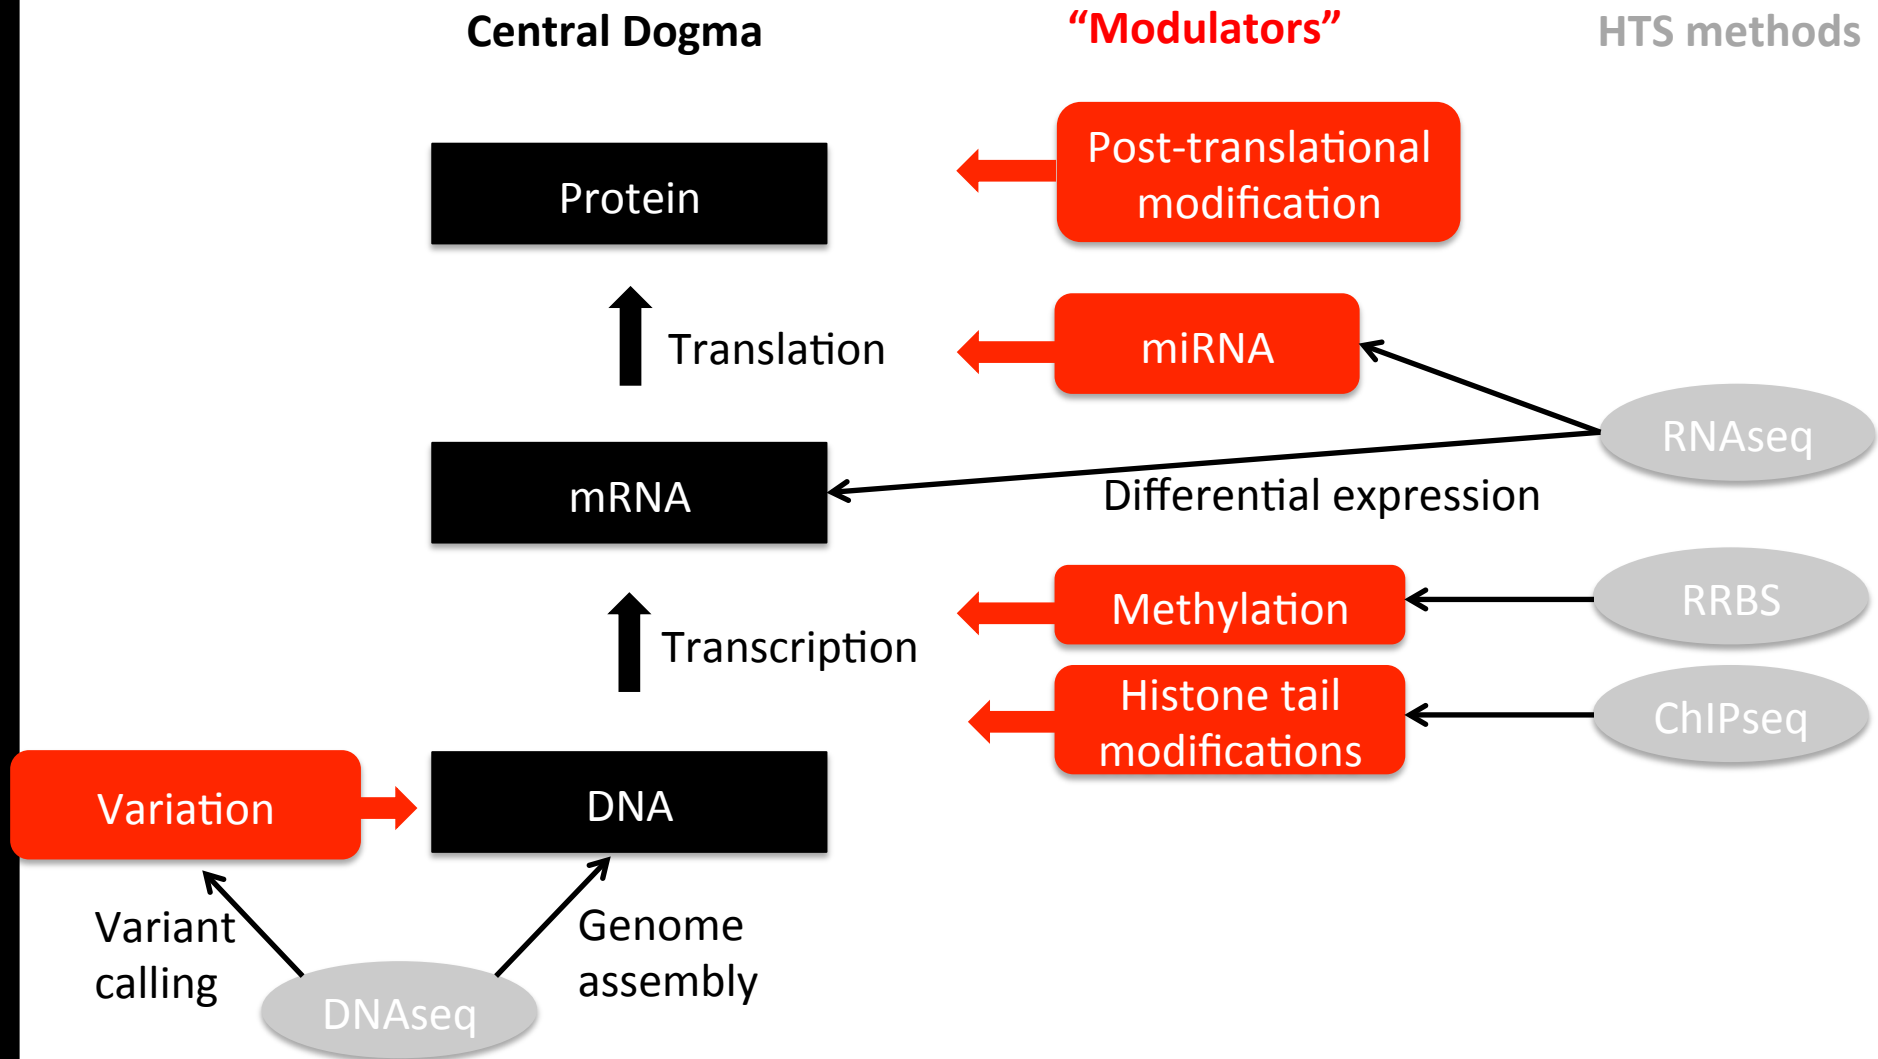 Central Dogma
“Modulators”
HTS methods
Post-translational
modification
Protein
miRNA
Translation
RNAseq
mRNA
Differential expression
Methylation
RRBS
Transcription
Histone tail
modifications
ChIPseq
Variation
DNA
Variant
calling
Genome
assembly
DNAseq